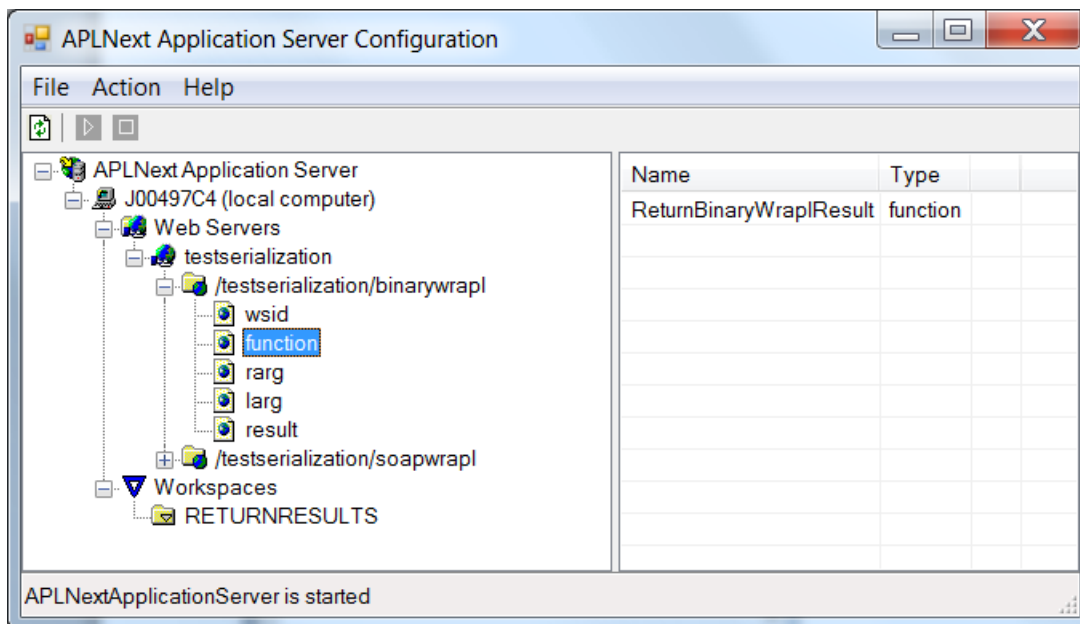 APLNext Application Server Configuration
File Action Help
APLNext Application Server
J00497C4 (local computer)
Web Servers
testserialization
/testserialization/binarywrapl
wsid
function
rarg
larg
result
/testserialization/soapwrapl
Workspaces
RETURNRESULTS
Name Type
ReturnBinaryWraplResult function
APLNextApplicationServer is started